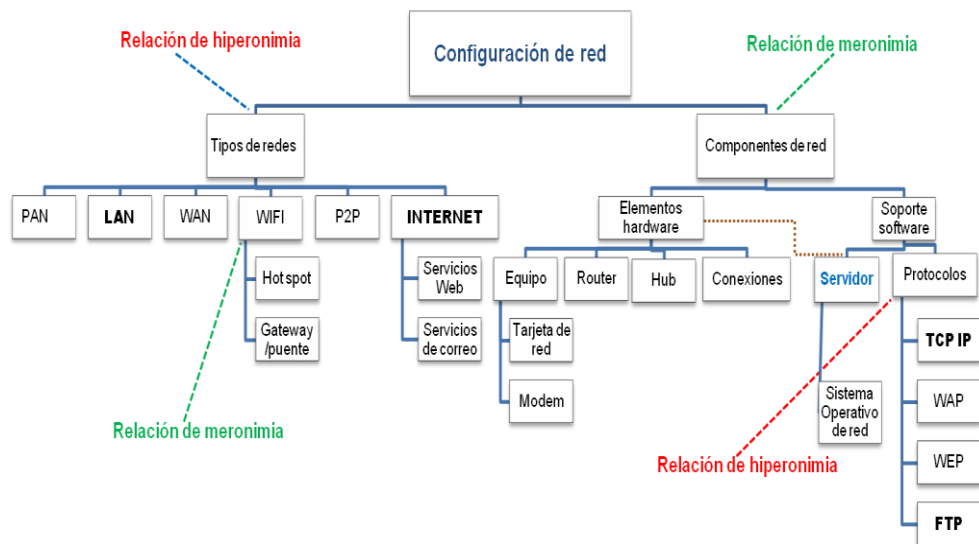 Relación de hiperonimia
Configuración de red
Relación de meronimia
Tipos de redes
Componentes de red
PAN
LAN
WAN
WIFI
P2P
INTERNET
Elementos
hardware
Soporte
software
Hot spot
Gateway
/puente
Servicios
Web
Servicios
de correo
Equipo
Router
Hub
Conexiones
Servidor
Protocolos
Tarjeta de
red
Modem
Sistema
Operativo
de red
TCP IP
WAP
WEP
FTP
Relación de meronimia
Relación de hiperonimia